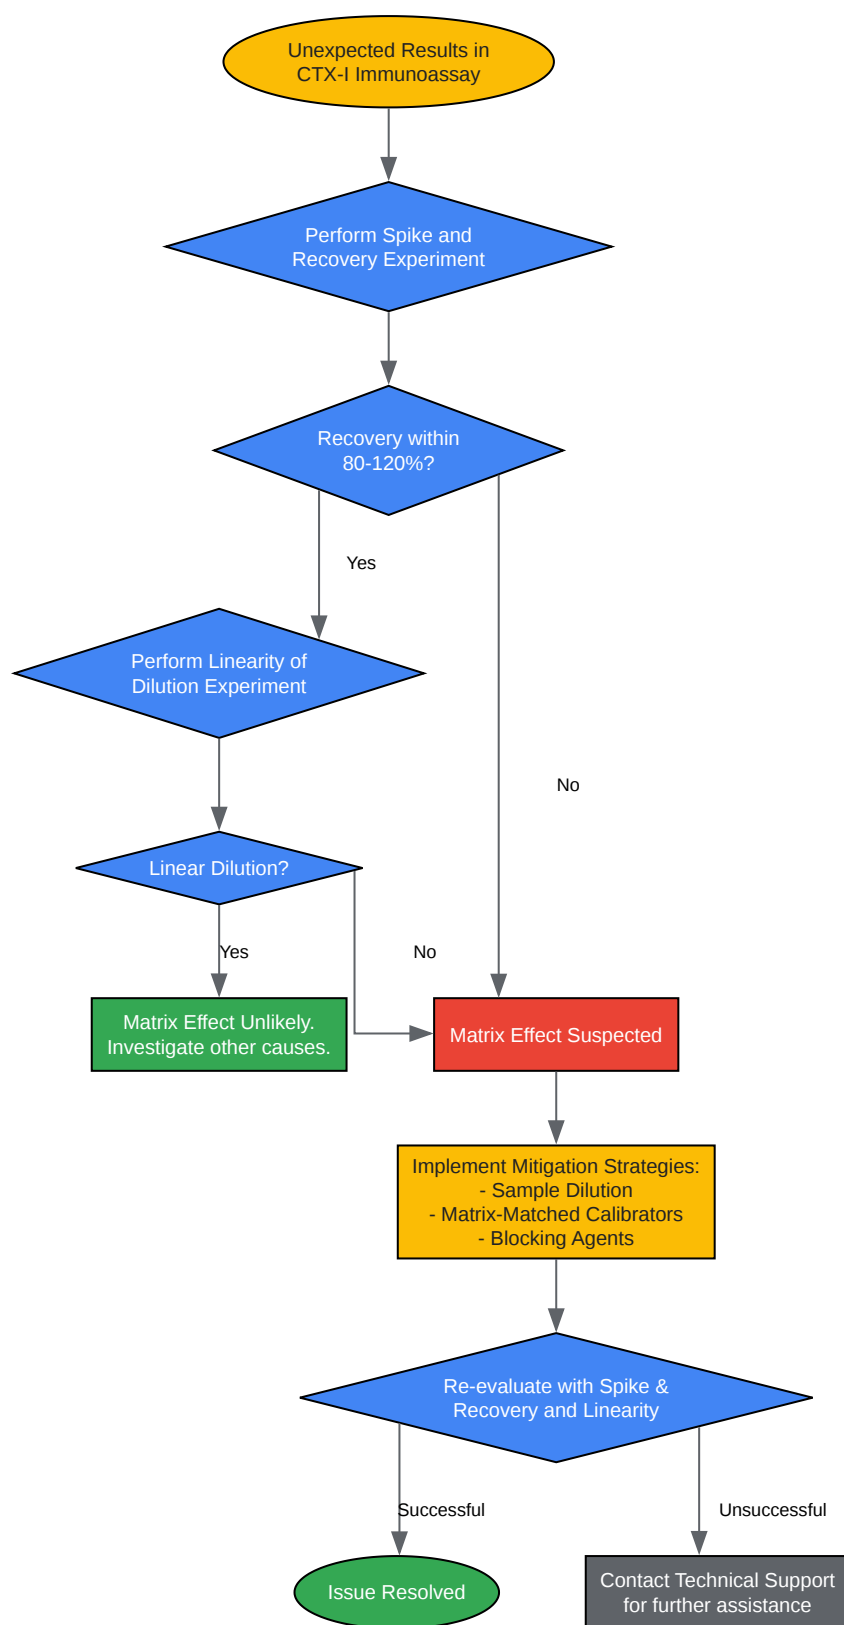 Unexpected Results in
CTX-I Immunoassay
Perform Spike and
Recovery Experiment
Recovery within
80-120%?
Yes
Perform Linearity of
Dilution Experiment
No
Linear Dilution?
Yes
No
Matrix Effect Unlikely.
Investigate other causes.
Matrix Effect Suspected
Implement Mitigation Strategies:
- Sample Dilution
- Matrix-Matched Calibrators
- Blocking Agents
Re-evaluate with Spike &
Recovery and Linearity
Successful
Unsuccessful
Issue Resolved
Contact Technical Support
for further assistance